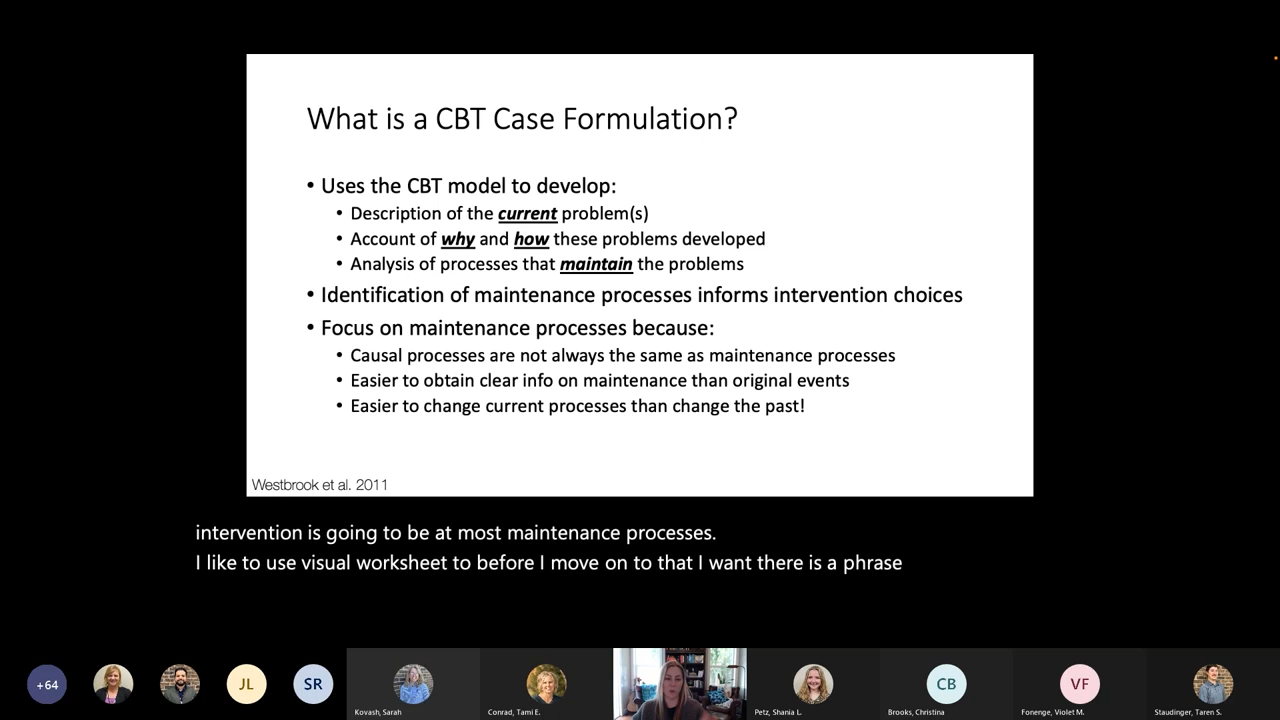 What is a CBT Case Formulation?
• Uses the CBT model to develop:
• Description of the current problem(s)
• Account of why and how these problems developed
• Analysis of processes that maintain the problems
• Identification of maintenance processes informs intervention choices
• Focus on maintenance processes because:
• Causal processes are not always the same as maintenance processes
• Easier to obtain clear info on maintenance than original events
• Easier to change current processes than change the past!
Westbrook et al. 2011
intervention is going to be at most maintenance processes.
I like to use visual worksheet to before I move on to that I want there is a phrase
+64
JL
SR
CB
VF
Kovash, Sarah
Conrad, Tami E.
Petz, Shania L.
Brooks, Christina
Fonenge, Violet M.
Staudinger, Taren S.